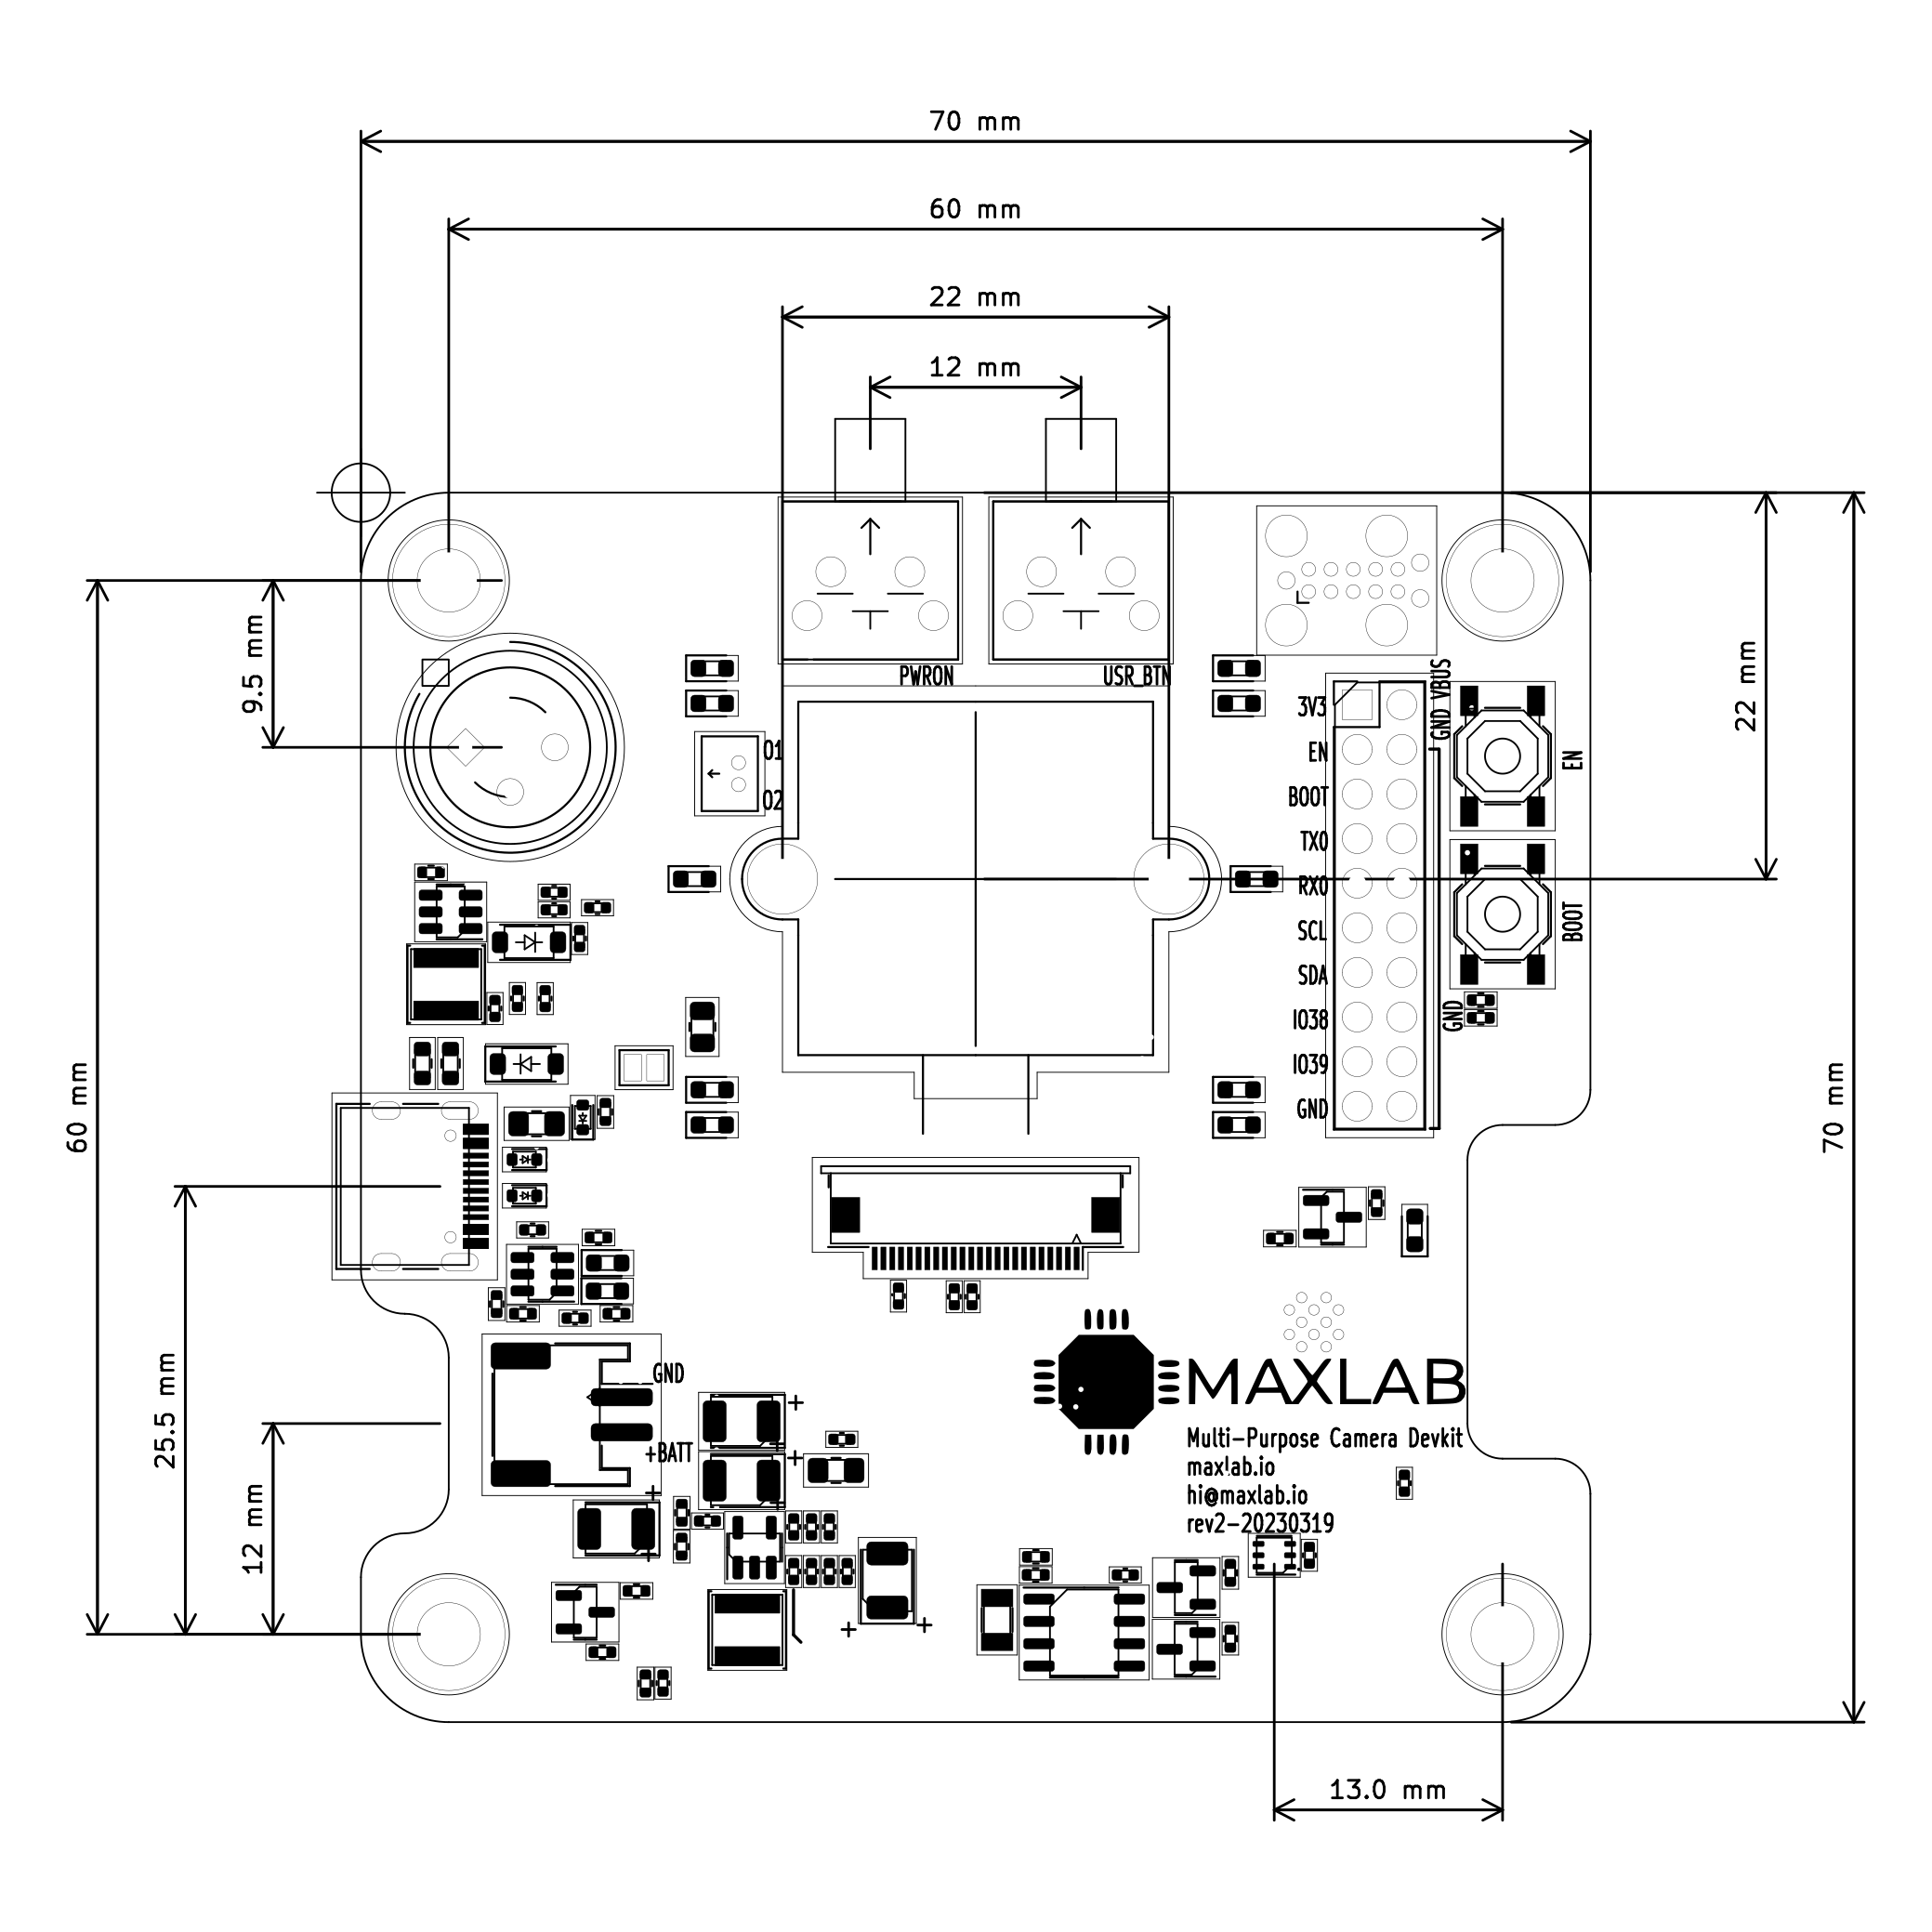 70 mm
60 mm
22 mm
12 mm
9.5 mm
22 mm
PWRON
USR_BTN
GND VBUS
3V3
EN
BOOT
TX0
RX0
SCL
SDA
IO38
IO39
GND
EN
BOOT
GND
O1
O2
60 mm
70 mm
25.5 mm
12 mm
GND
+BATT
+
+
+
+
+
+
+
+
MAXLAB
Multi-Purpose Camera Devkit
maxlab.io
hi@maxlab.io
rev2-20230319
13.0 mm